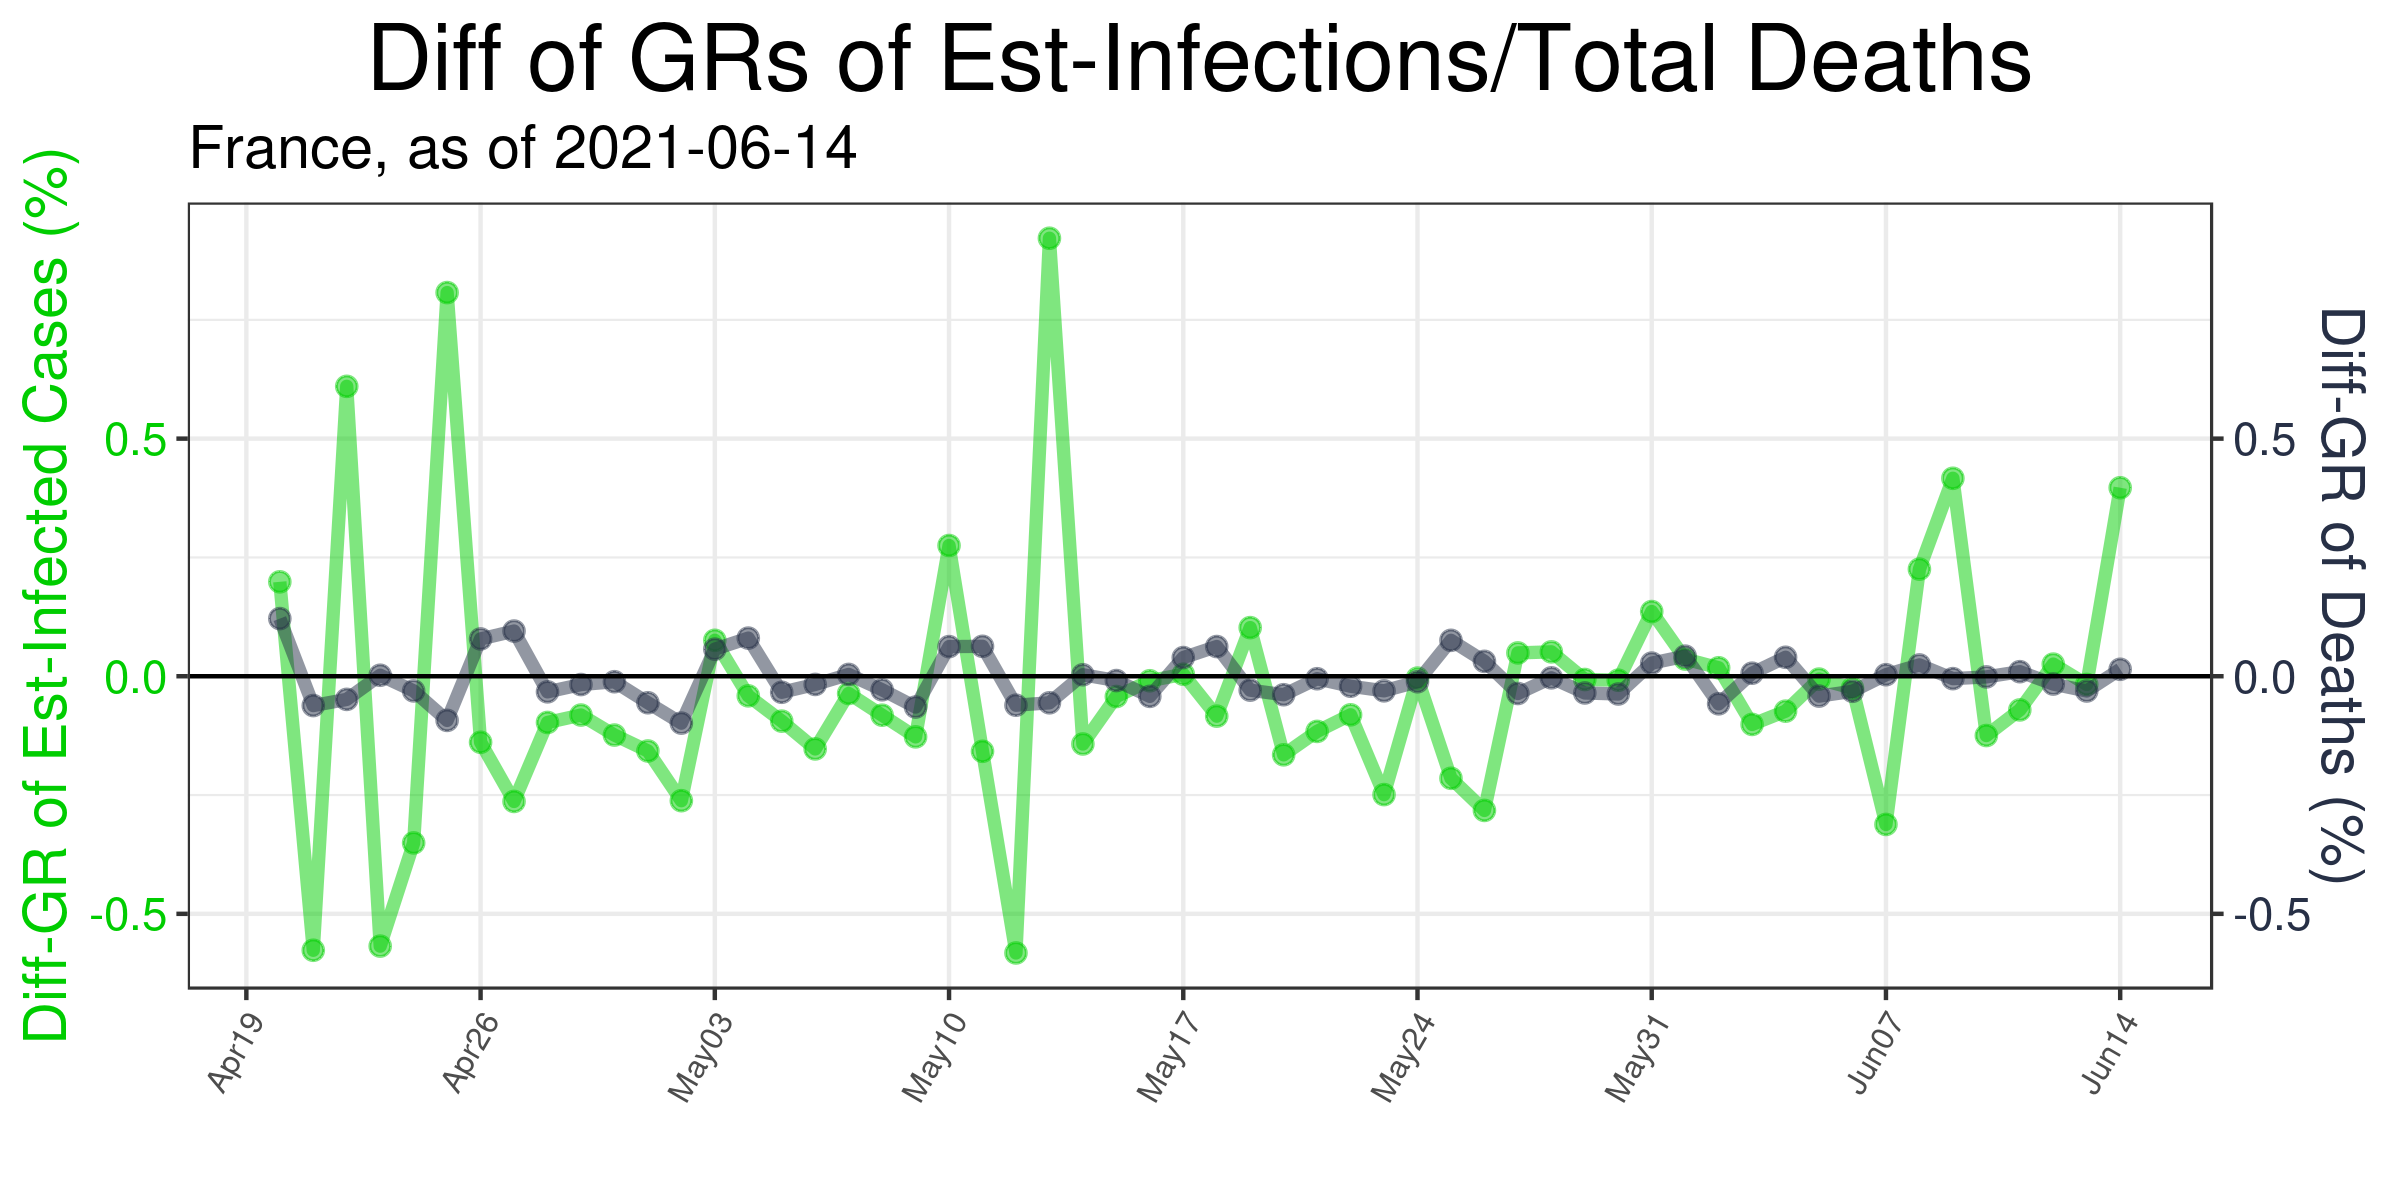 Diff of GRs of Est-Infections/Total Deaths
France, as of 2021-06-14
Diff-GR of Est-Infected Cases (%)
0.5
0.0
-0.5
0.5
0.0
-0.5
Diff-GR of Deaths (%)
Apr19
Apr26
May03
May10
May17
May24
May31
Jun07
Jun14